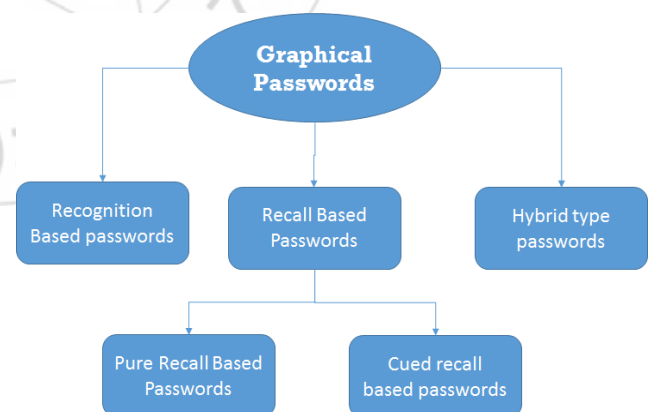 Graphical
Passwords
Recognition
Based passwords
Recall Based
Passwords
Hybrid type
passwords
Pure Recall Based
Passwords
Cued recall
based passwords